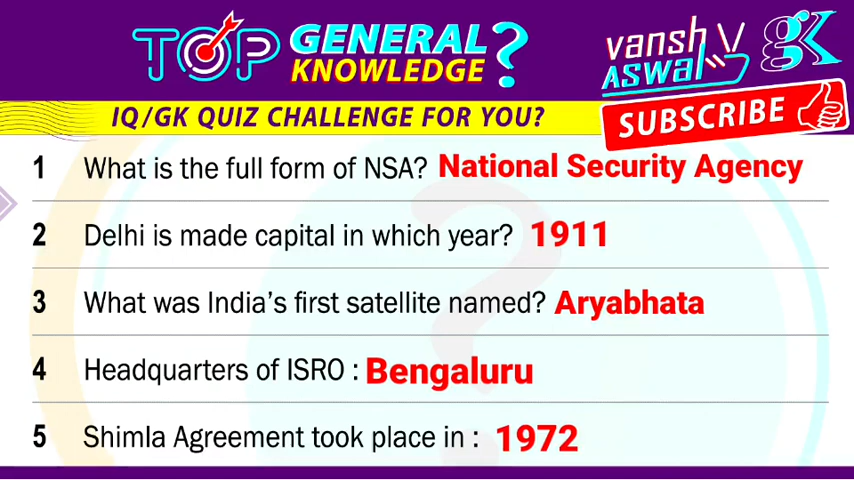 TOP GENERAL KNOWLEDGE?
vansh ASWAL GK
IQ/GK QUIZ CHALLENGE FOR YOU?
SUBSCRIBE
1 What is the full form of NSA? National Security Agency
2 Delhi is made capital in which year? 1911
3 What was India's first satellite named? Aryabhata
4 Headquarters of ISRO : Bengaluru
5 Shimla Agreement took place in : 1972